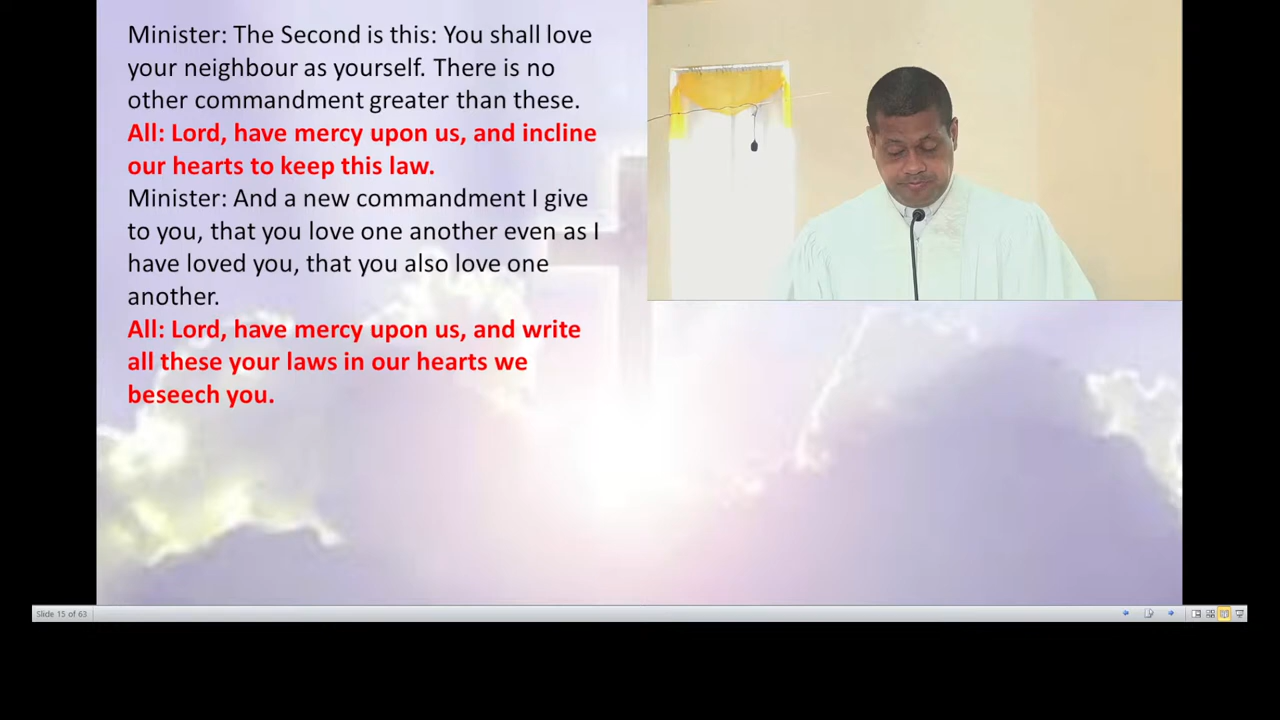 Minister: The Second is this: You shall love
your neighbour as yourself. There is no
other commandment greater than these.
All: Lord, have mercy upon us, and incline
our hearts to keep this law.
Minister: And a new commandment I give
to you, that you love one another even as I
have loved you, that you also love one
another.
All: Lord, have mercy upon us, and write
all these your laws in our hearts we
beseech you.
Slide 15 of 63